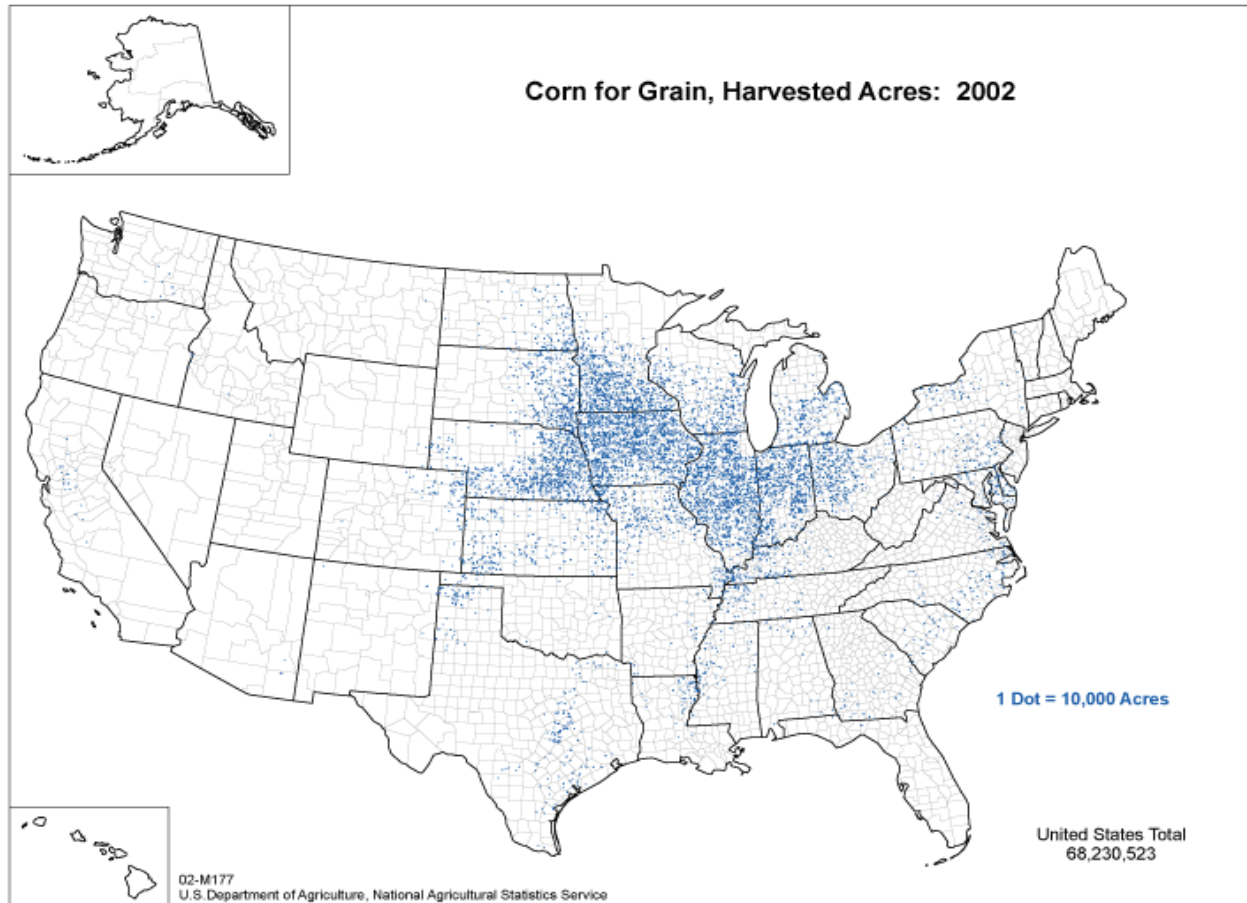 Corn for Grain, Harvested Acres: 2002
1 Dot = 10,000 Acres
United States Total
68,230,523
02-M177
U.S.Department of Agriculture, National Agricultural Statistics Service